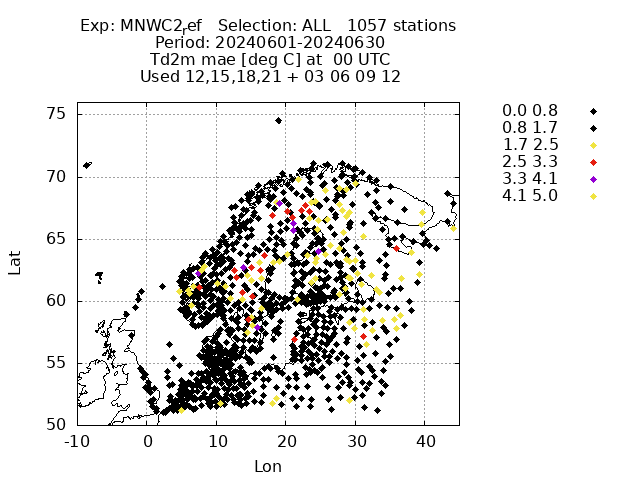 Exp: MNWC2ref Selection: ALL 1057 stations
Period: 20240601-20240630
Td2m mae [deg C] at 00 UTC
Used 12,15,18,21 + 03 06 09 12
75
70
65
60
55
50
-10 0 10 20 30 40
Lat
Lon
0.0 0.8
0.8 1.7
1.7 2.5
2.5 3.3
3.3 4.1
4.1 5.0